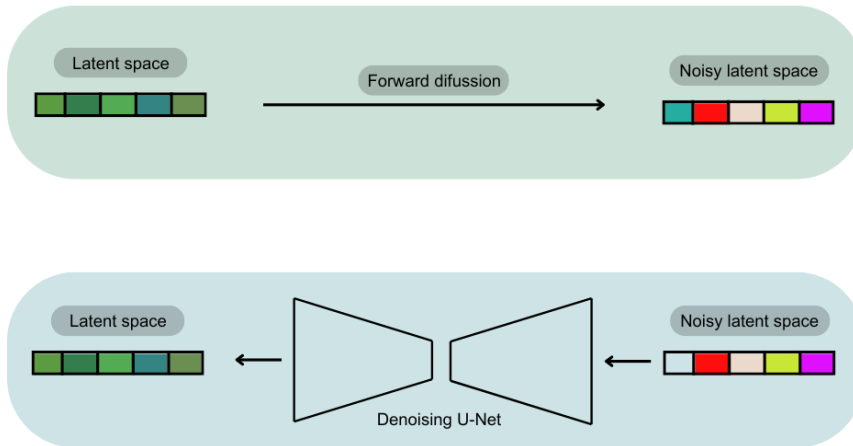 Latent space
Forward difussion
Noisy latent space
Latent space
Noisy latent space
Denoising U-Net